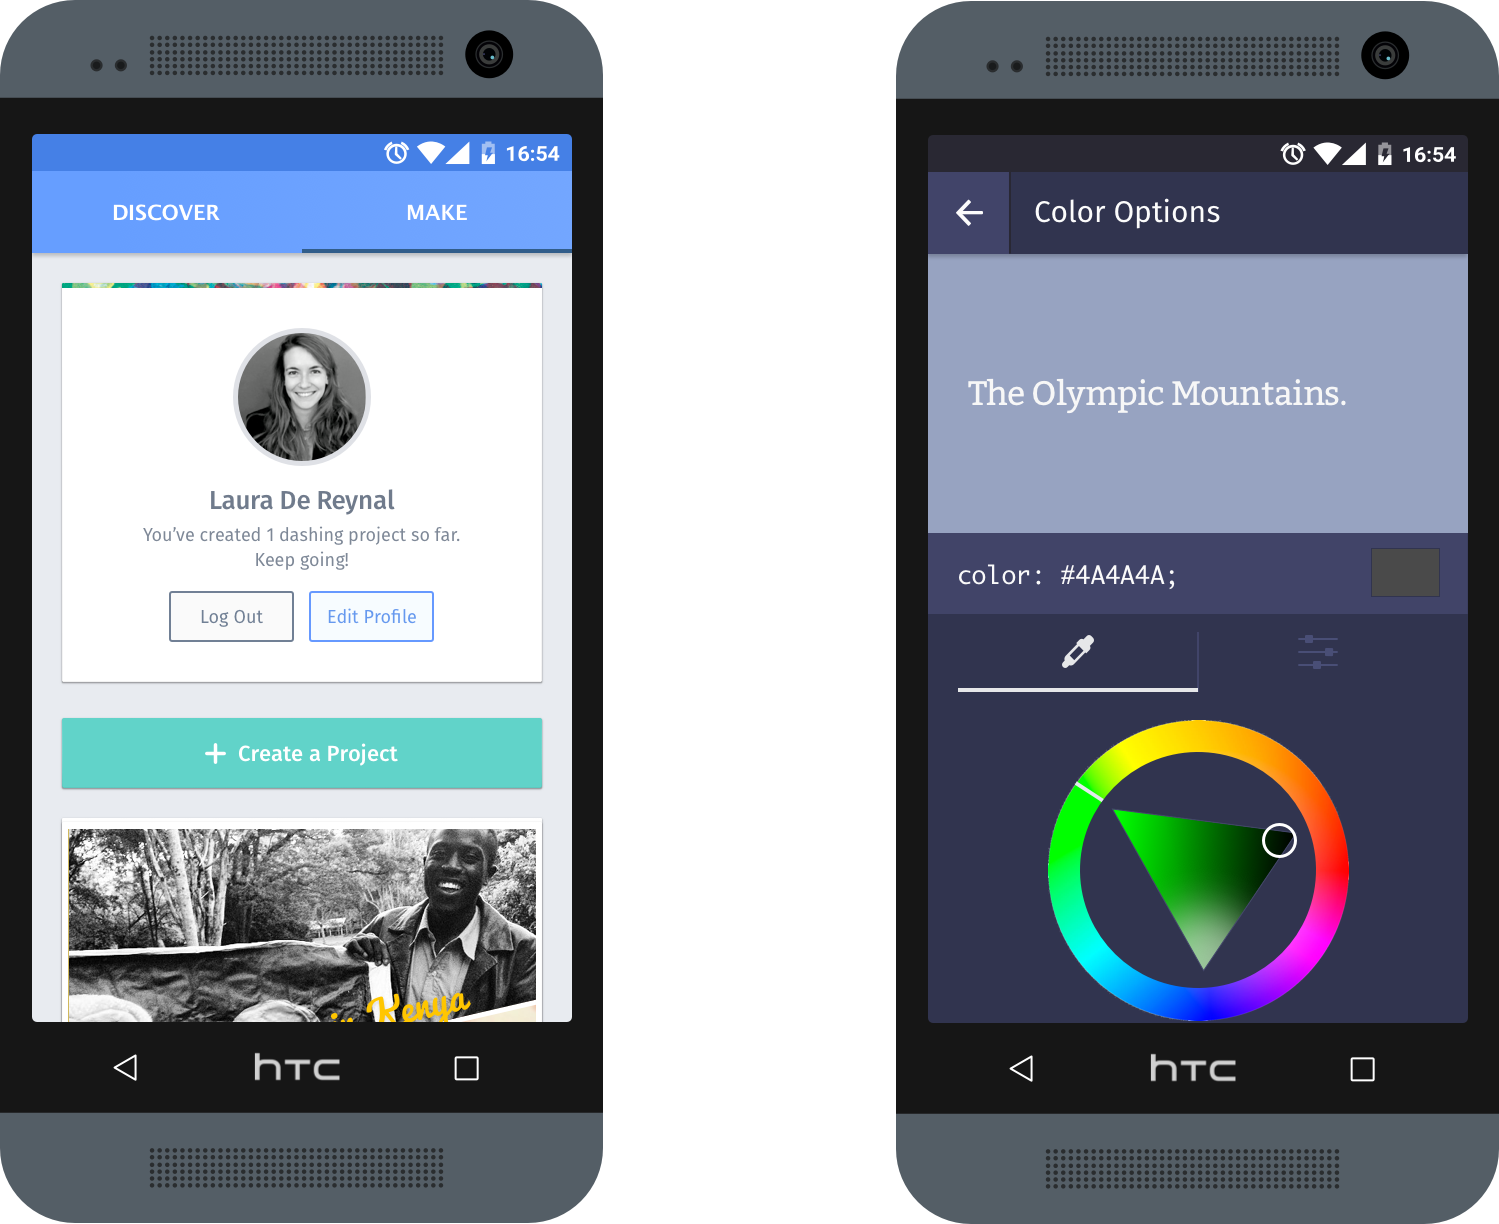 16:54
DISCOVER
MAKE
Laura De Reynal
You’ve created 1 dashing project so far.
Keep going!
Log Out
Edit Profile
+ Create a Project
in Kenya
hTC
16:54
Color Options
The Olympic Mountains.
color: #4A4A4A;
hTC